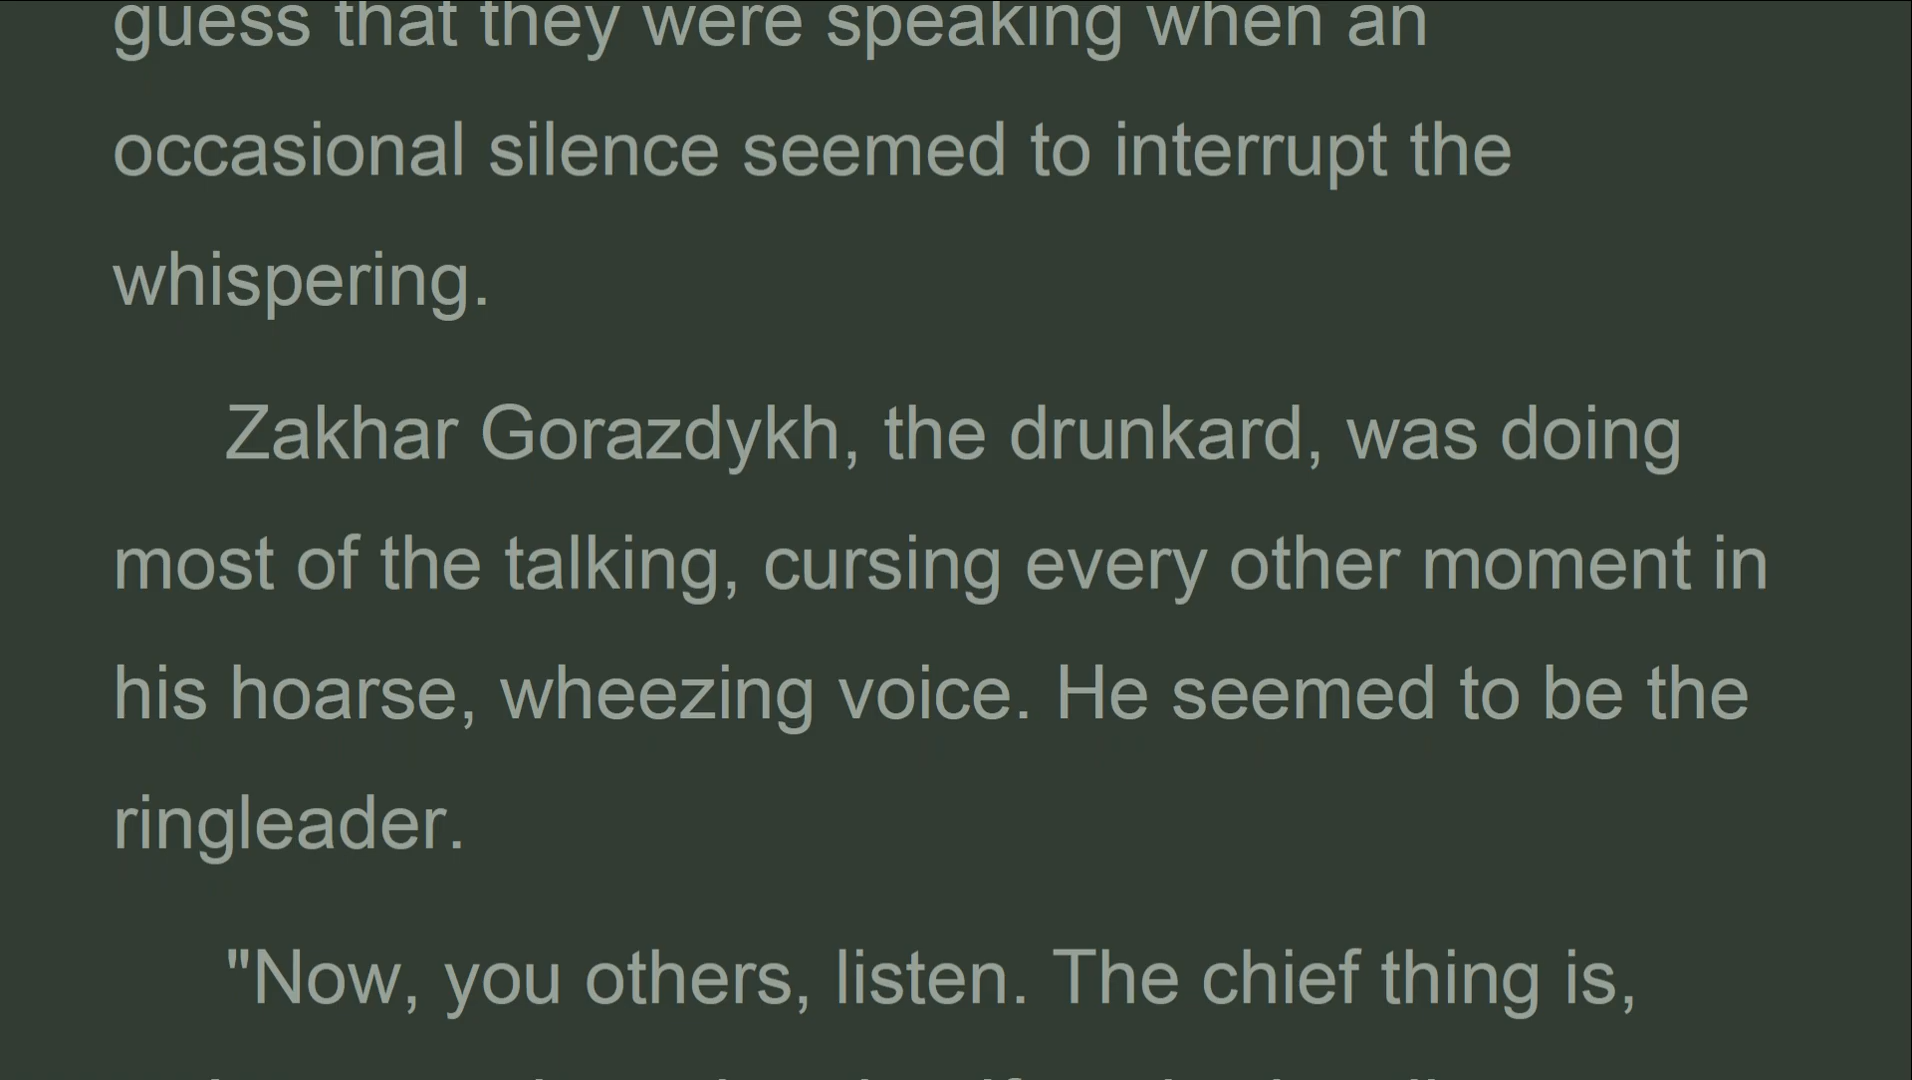 guess that they were speaking when an
occasional silence seemed to interrupt the
whispering.
Zakhar Gorazdykh, the drunkard, was doing
most of the talking, cursing every other moment in
his hoarse, wheezing voice. He seemed to be the
ringleader.
"Now, you others, listen. The chief thing is,